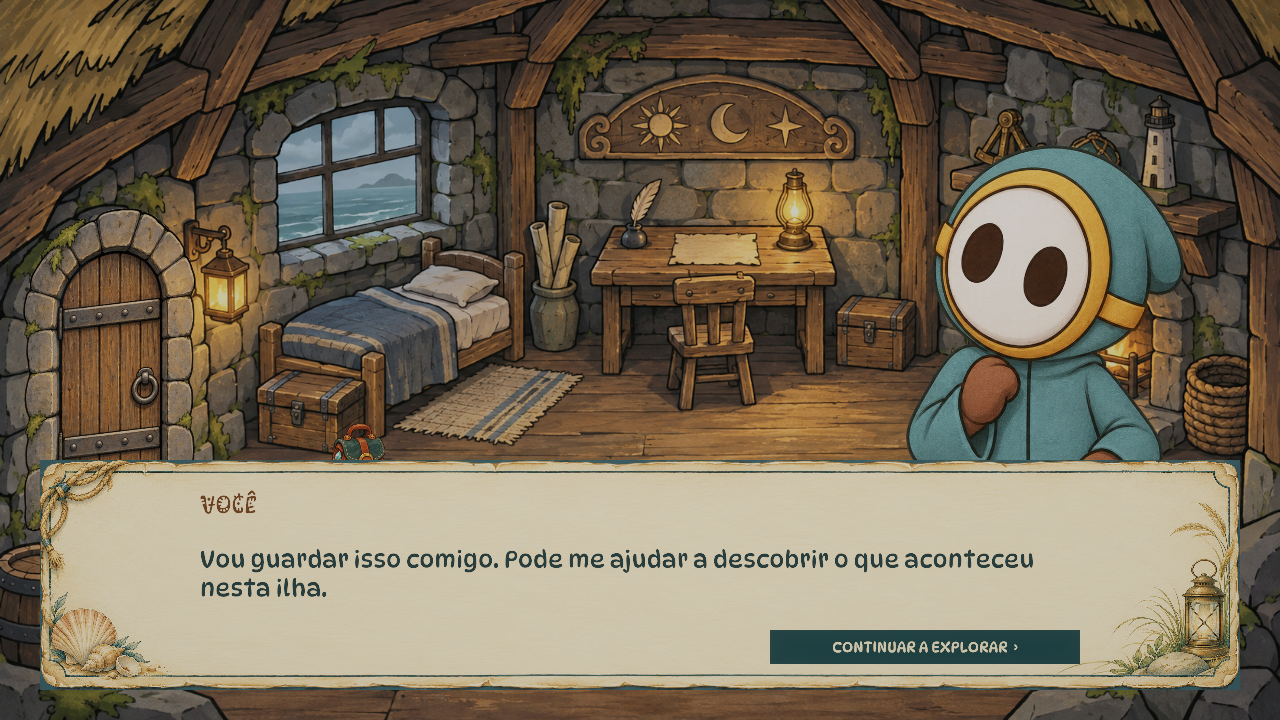 VOCÊ
Vou guardar isso comigo. Pode me ajudar a descobrir o que aconteceu
nesta ilha.
CONTINUAR A EXPLORAR ›